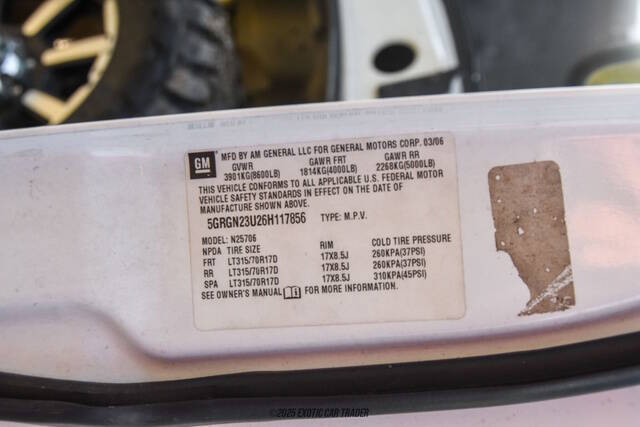 GM
MFD BY AM GENERAL LLC FOR GENERAL MOTORS CORP. 03/06
GVWR GAWR FRT GAWR RR
3901KG(8600LB) 1814KG(4000LB) 2268KG(5000LB)
THIS VEHICLE CONFORMS TO ALL APPLICABLE U.S. FEDERAL MOTOR
VEHICLE SAFETY STANDARDS IN EFFECT ON THE DATE OF
MANUFACTURE SHOWN ABOVE.
5GRGN23U26H117856 TYPE: M.P.V.
MODEL: N25706
NPDA TIRE SIZE RIM COLD TIRE PRESSURE
FRT LT315/70R17D 17X8.5J 260KPA(37PSI)
RR LT315/70R17D 17X8.5J 260KPA(37PSI)
SPA LT315/70R17D 17X8.5J 310KPA(45PSI)
SEE OWNER'S MANUAL FOR MORE INFORMATION.
©2025 EXOTIC CAR TRADER